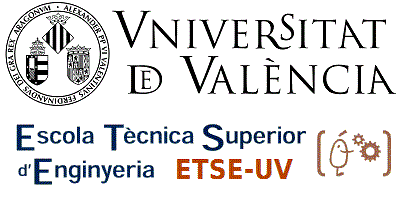 VNIVERSITAT
DE VALÈNCIA
Escola Tècnica Superior
d'Enginyeria ETSE-UV